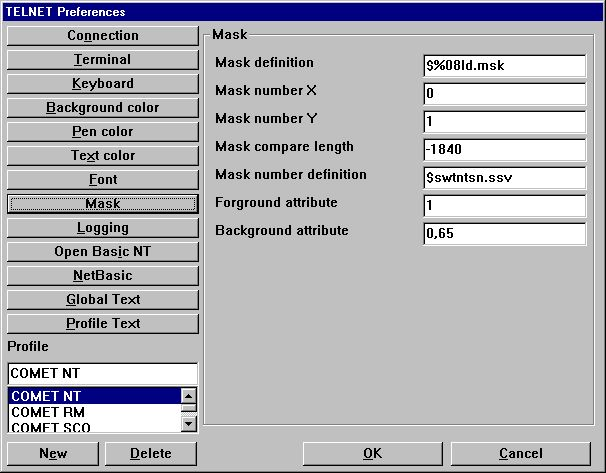 TELNET Preferences
Connection
Terminal
Keyboard
Background color
Pen color
Text color
Font
Mask
Logging
Open Basic NT
NetBasic
Global Text
Profile Text
Profile
COMET NT
COMET NT
COMET RM
COMET SCO
New Delete
Mask
Mask definition $%08ld.msk
Mask number X 0
Mask number Y 1
Mask compare length -1840
Mask number definition $swtntsn.ssv
Forground attribute 1
Background attribute 0,65
OK Cancel